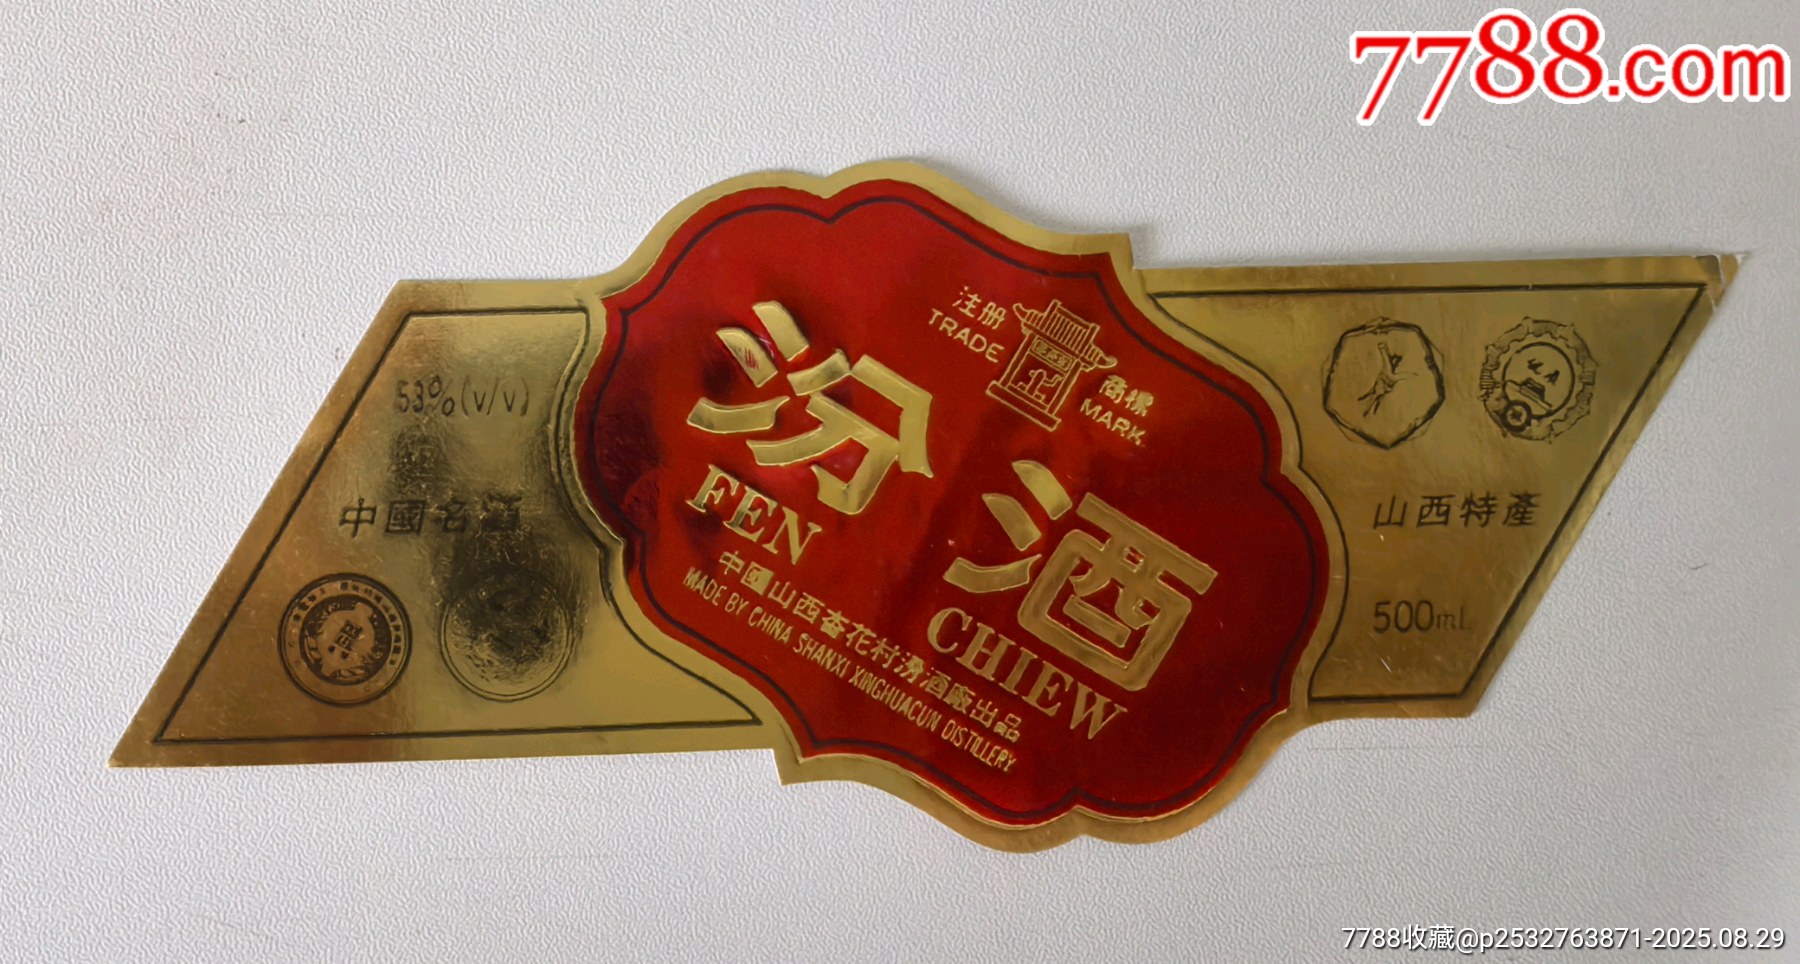 7788.com
注册
TRADE
商標
MARK
汾酒
FEN CHIEW
中國山西杏花村汾酒廠出品
MADE BY CHINA SHANXI XINGHUACUN DISTILLERY
53%(v/v)
中國名酒
山西特產
500ml
7788收藏@p2532763871-2025.08.29